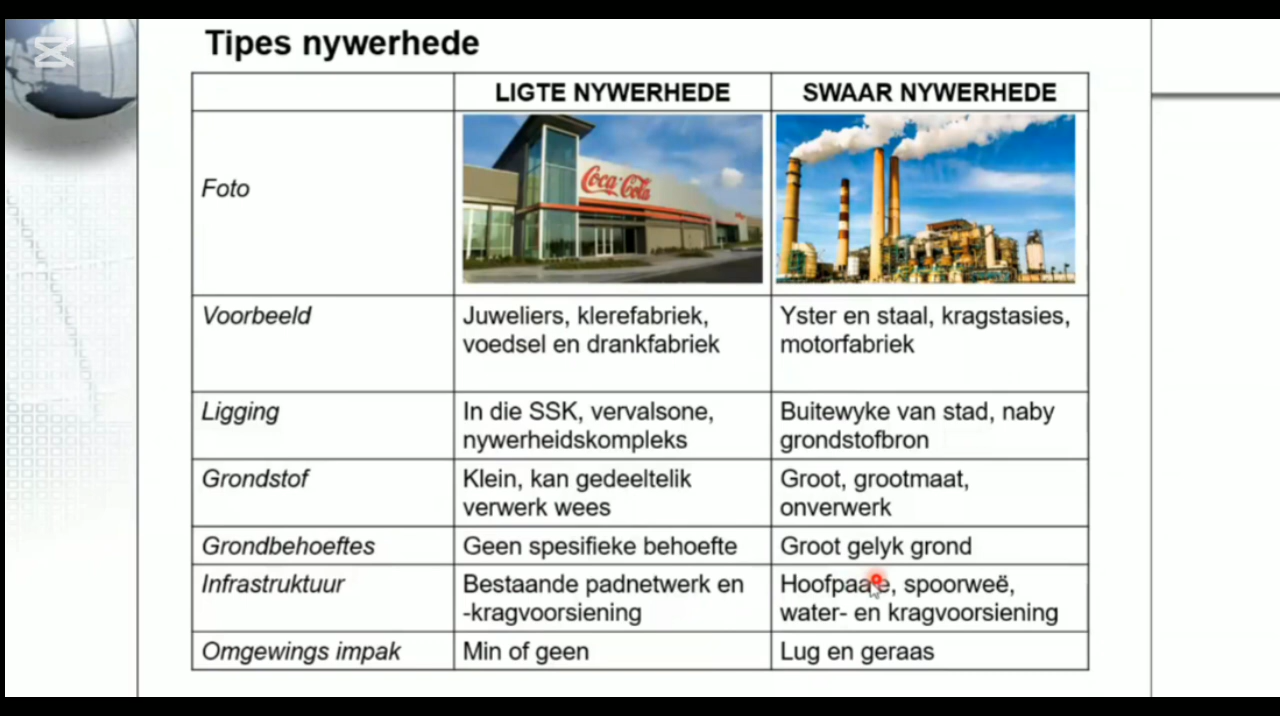 Tipes nywerhede
LIGTE NYWERHEDE
SWAAR NYWERHEDE
Foto
Coca-Cola
Voorbeeld
Juweliers, klerefabriek,
voedsel en drankfabriek
Yster en staal, kragstasies,
motorfabriek
Ligging
In die SSK, vervalsone,
nywerheidskompleks
Buitewyke van stad, naby
grondstofbron
Grondstof
Klein, kan gedeeltelik
verwerk wees
Groot, grootmaat,
onverwerk
Grondbehoeftes
Geen spesifieke behoefte
Groot gelyk grond
Infrastruktuur
Bestaande padnetwerk en
-kragvoorsiening
spoorweë,
water- en kragvoorsiening
Omgewings impak
Min of geen
Lug en geraas